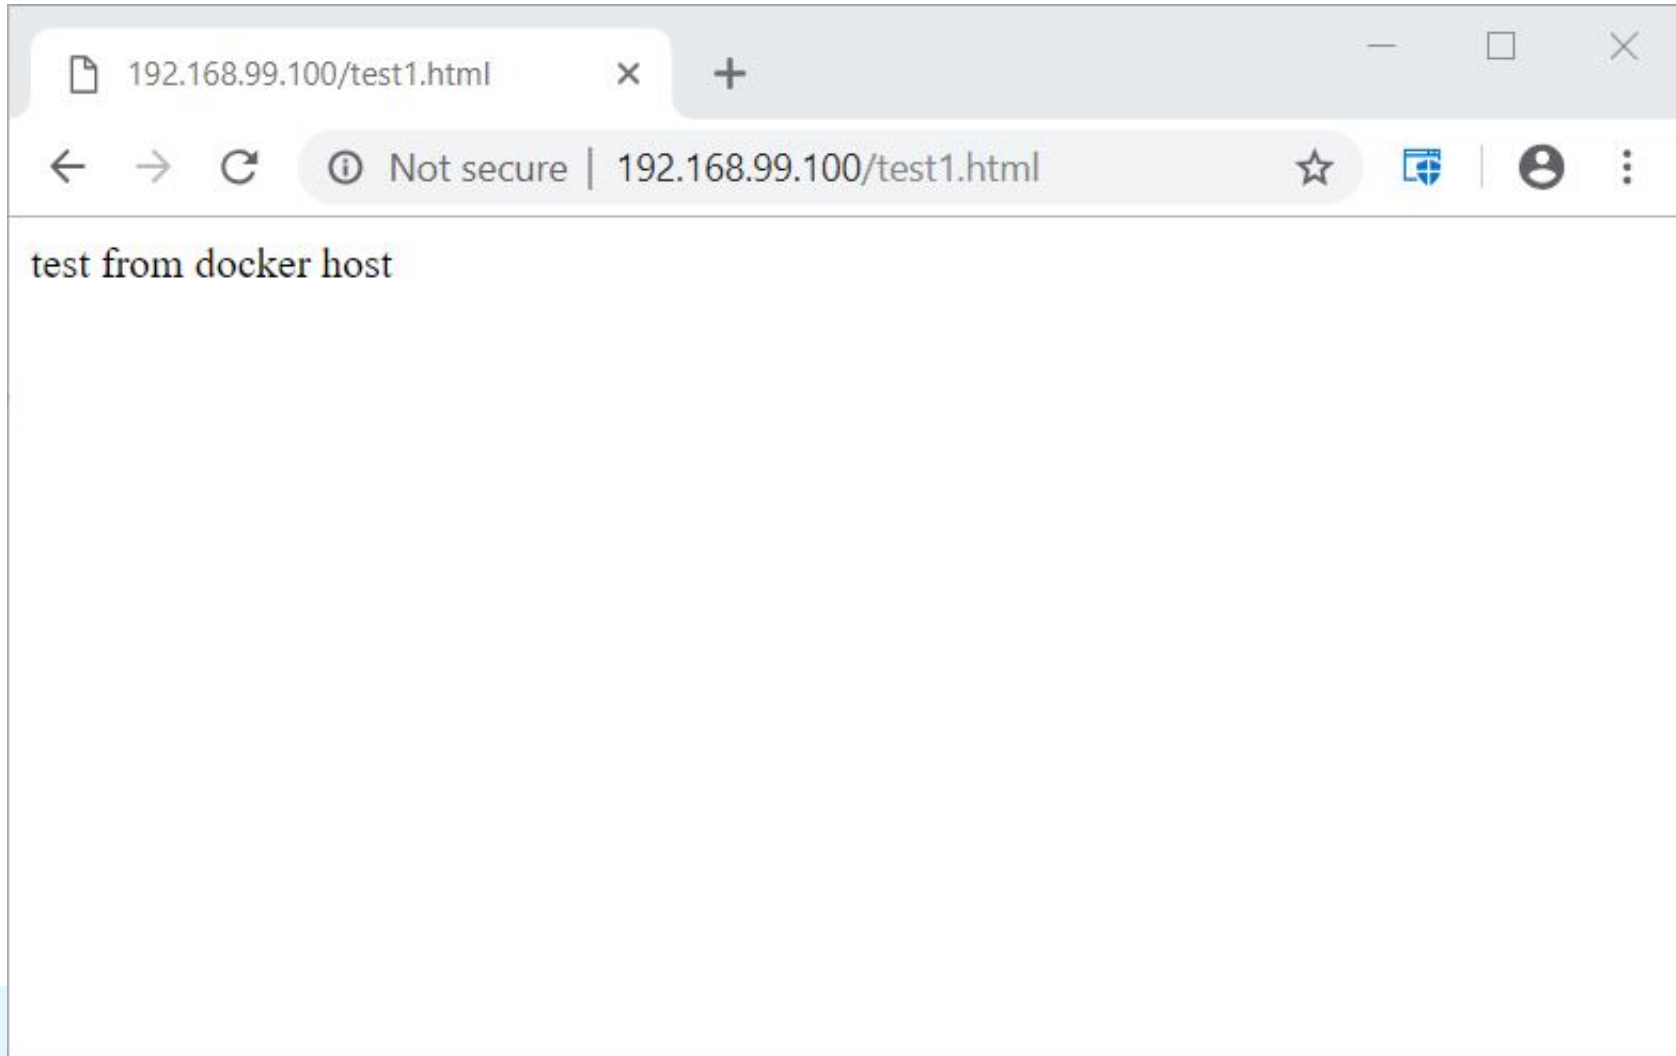 192.168.99.100/test1.html
Not secure | 192.168.99.100/test1.html
test from docker host